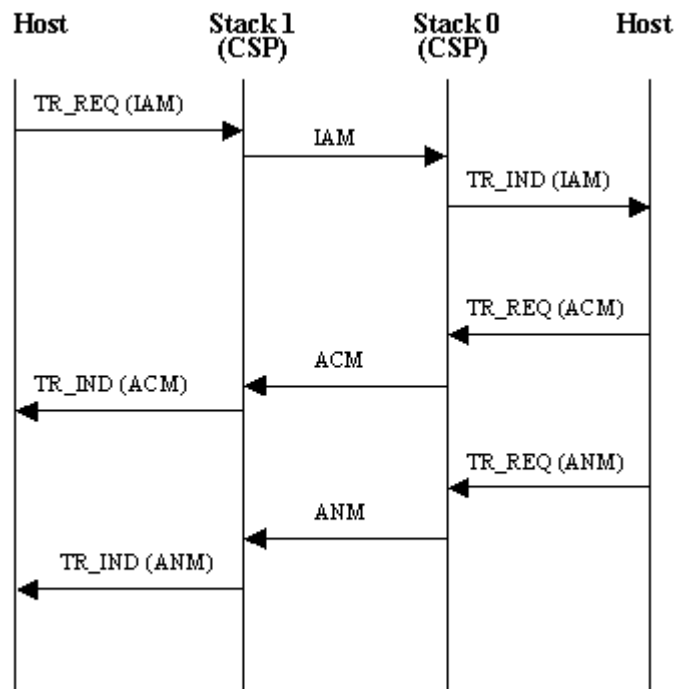 Host
Stack 1
(CSP)
Stack 0
(CSP)
Host
TR_REQ (IAM)
IAM
TR_IND (IAM)
TR_REQ (ACM)
ACM
TR_IND (ACM)
TR_REQ (ANM)
ANM
TR_IND (ANM)